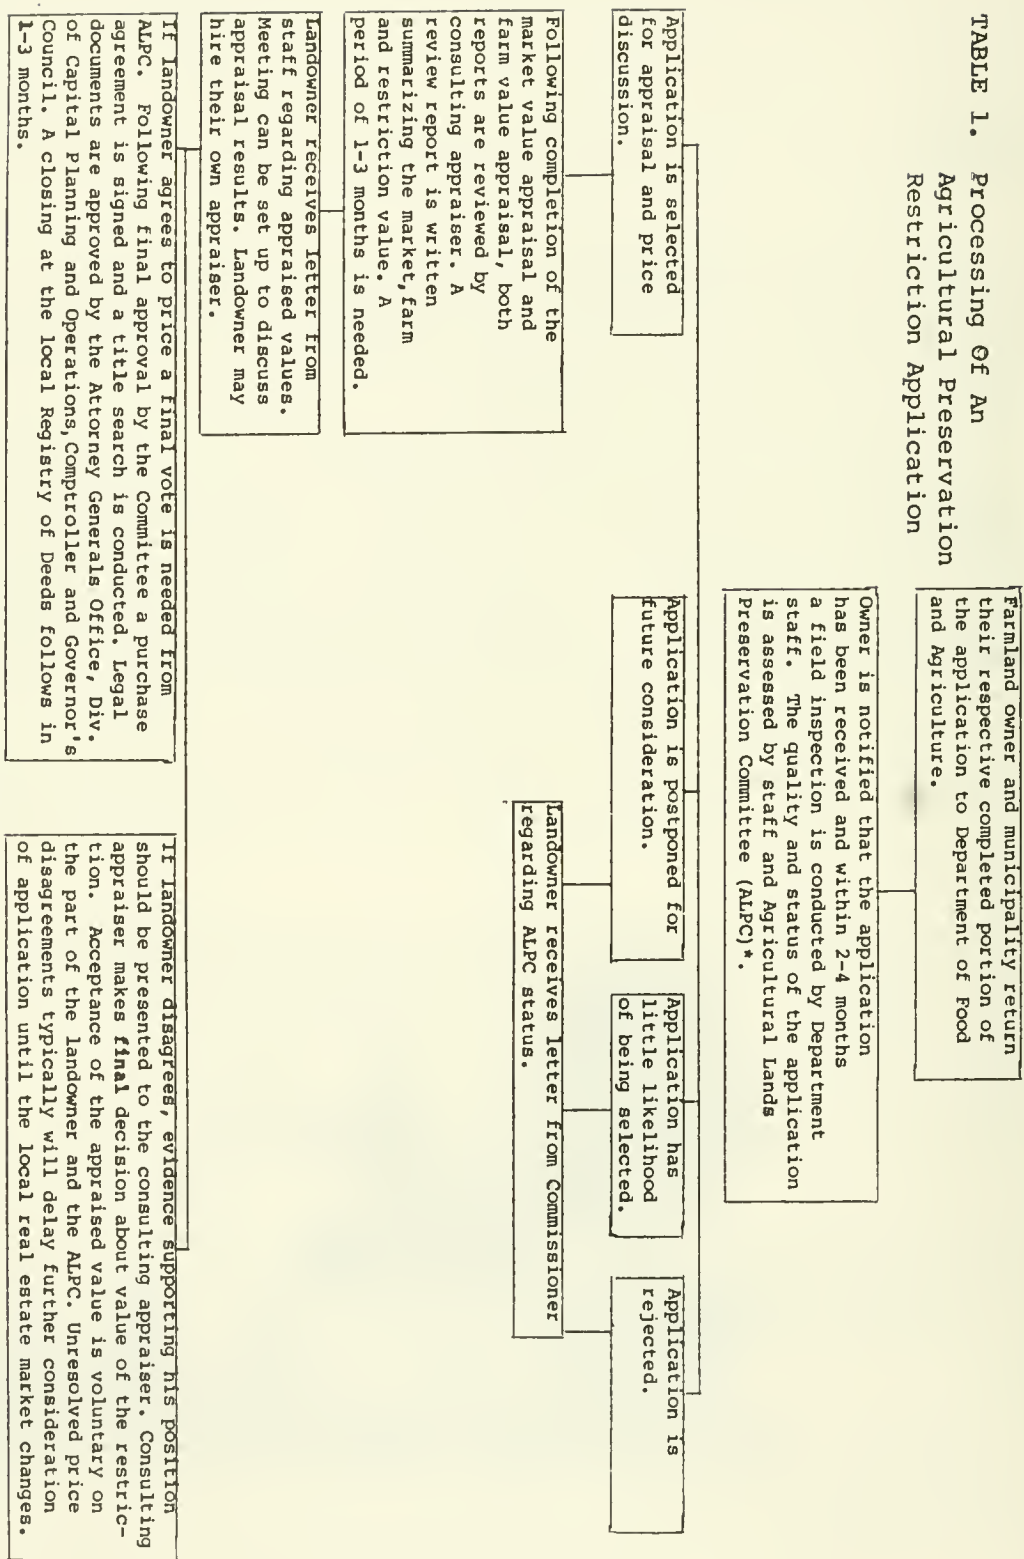 TABLE 1. Processing Of An
Agricultural Preservation
Restriction Application
Farmland owner and municipality return
their respective completed portion of
the application to Department of Food
and Agriculture.
Owner is notified that the application
has been received and within 2-4 months
a field inspection is conducted by Department
staff. The quality and status of the application
is assessed by staff and Agricultural Lands
Preservation Committee (ALPC)*.
Application is selected
for appraisal and price
discussion.
Application is postponed for
future consideration.
Application has
little likelihood
of being selected.
Application is
rejected.
Landowner receives letter from Commissioner
regarding ALPC status.
Following completion of the
market value appraisal and
farm value appraisal, both
reports are reviewed by
consulting appraiser. A
review report is written
summarizing the market, farm
and restriction value. A
period of 1-3 months is needed.
Landowner receives letter from
staff regarding appraised values.
Meeting can be set up to discuss
appraisal results. Landowner may
hire their own appraiser.
If landowner agrees to price a final vote is needed from
ALPC. Following final approval by the Committee a purchase
agreement is signed and a title search is conducted. Legal
documents are approved by the Attorney Generals Office, Div.
of Capital Planning and Operations, Comptroller and Governor's
Council. A closing at the local Registry of Deeds follows in
1-3 months.
If landowner disagrees, evidence supporting his position
should be presented to the consulting appraiser. Consulting
appraiser makes final decision about value of the restric-
tion. Acceptance of the appraised value is voluntary on
the part of the landowner and the ALPC. Unresolved price
disagreements typically will delay further consideration
of application until the local real estate market changes.